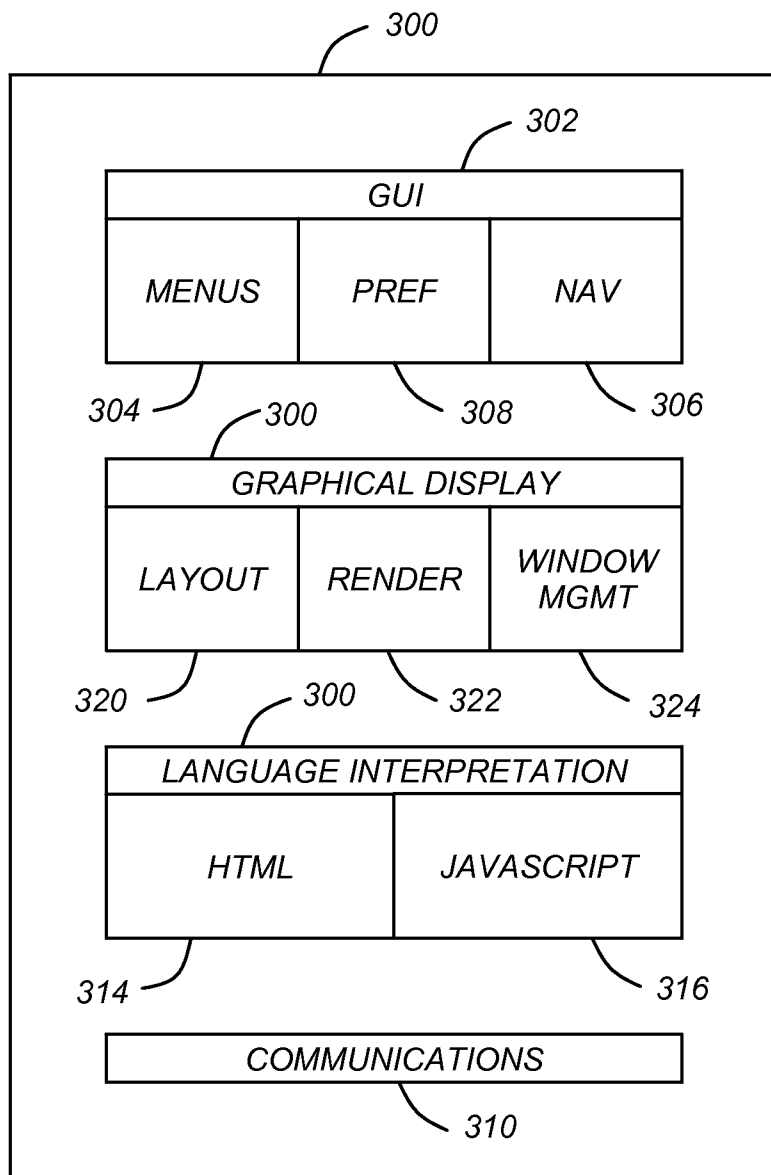 300
302
GUI
MENUS PREF NAV
304 308 306
300
GRAPHICAL DISPLAY
LAYOUT RENDER WINDOW
MGMT
320 322 324
300
LANGUAGE INTERPRETATION
HTML JAVASCRIPT
314 316
COMMUNICATIONS
310